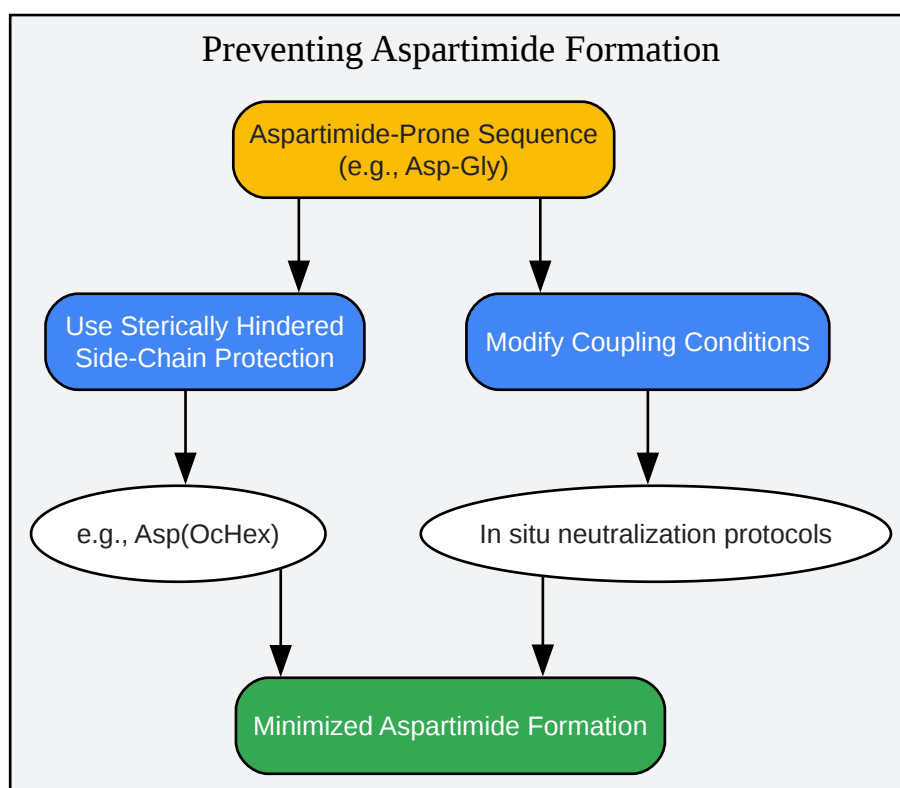 Preventing Aspartimide Formation
Aspartimide-Prone Sequence
(e.g., Asp-Gly)
Use Sterically Hindered
Side-Chain Protection
Modify Coupling Conditions
e.g., Asp(OcHex)
In situ neutralization protocols
Minimized Aspartimide Formation